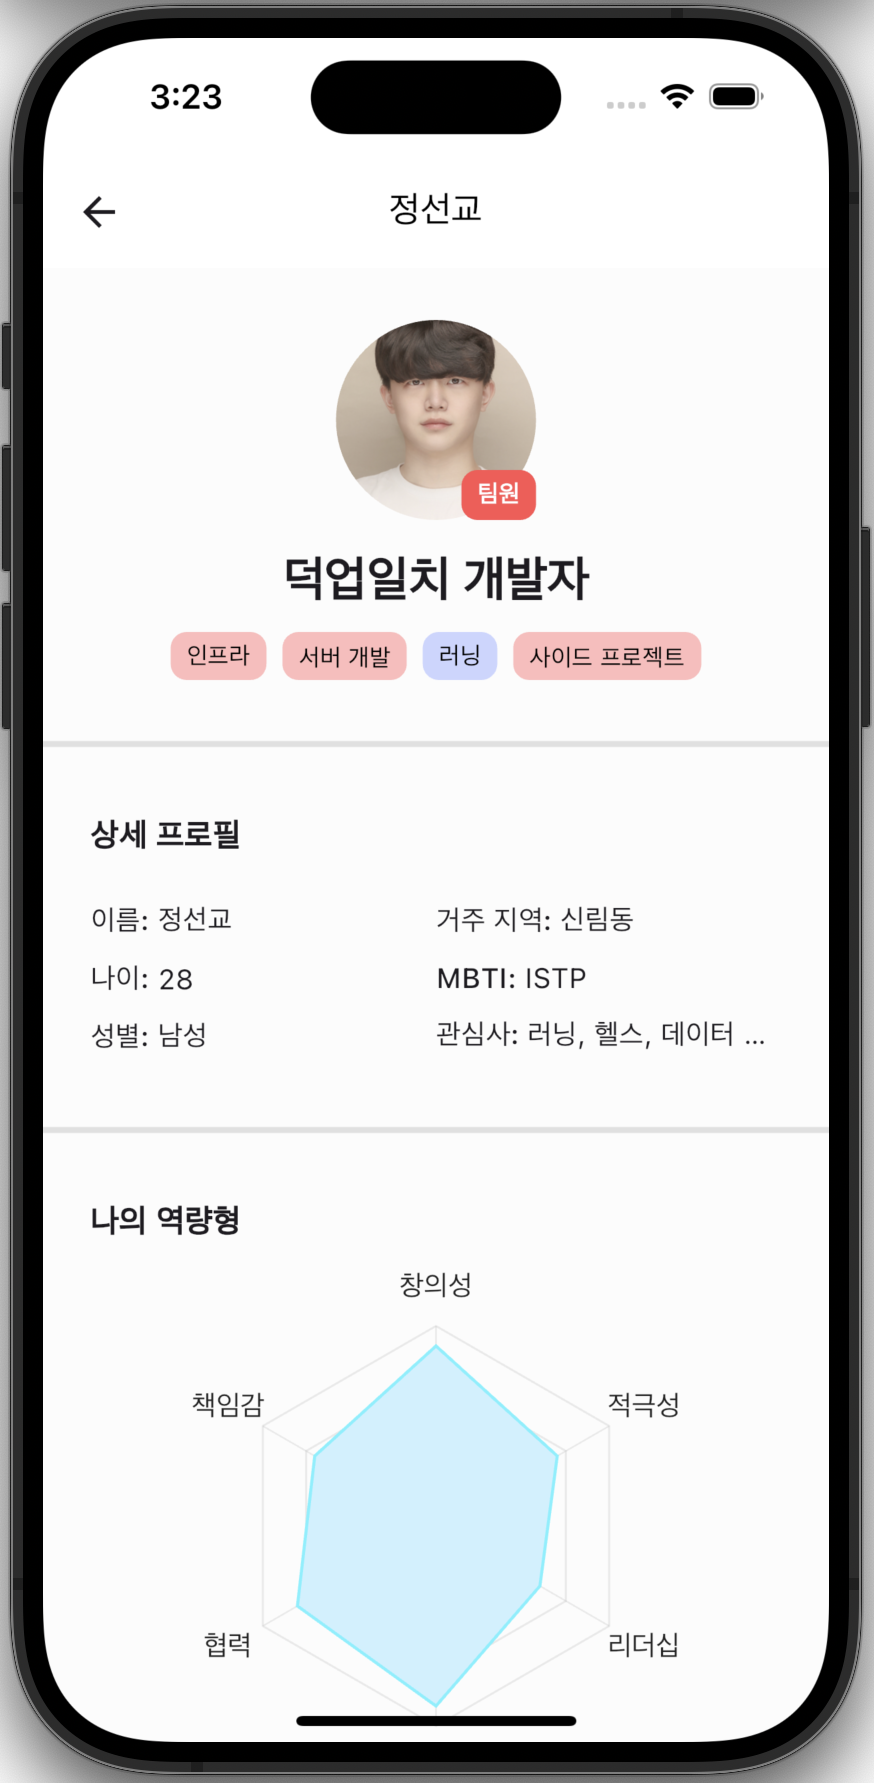 3:23
정선교
팀원
덕업일치 개발자
인프라 서버 개발 러닝 사이드 프로젝트
상세 프로필
이름: 정선교 거주 지역: 신림동
나이: 28 MBTI: ISTP
성별: 남성 관심사: 러닝, 헬스, 데이터 ...
나의 역량형
창의성
책임감 적극성
협력 리더십